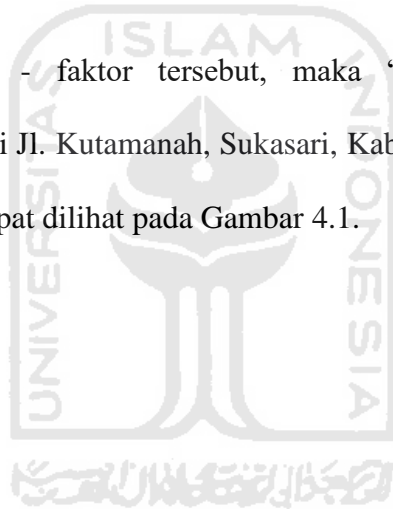 ISLAM
- faktor tersebut, maka “
i Jl. Kutamanah, Sukasari, Kab
pat dilihat pada Gambar 4.1.
UNIVERSITAS
INDONESIA